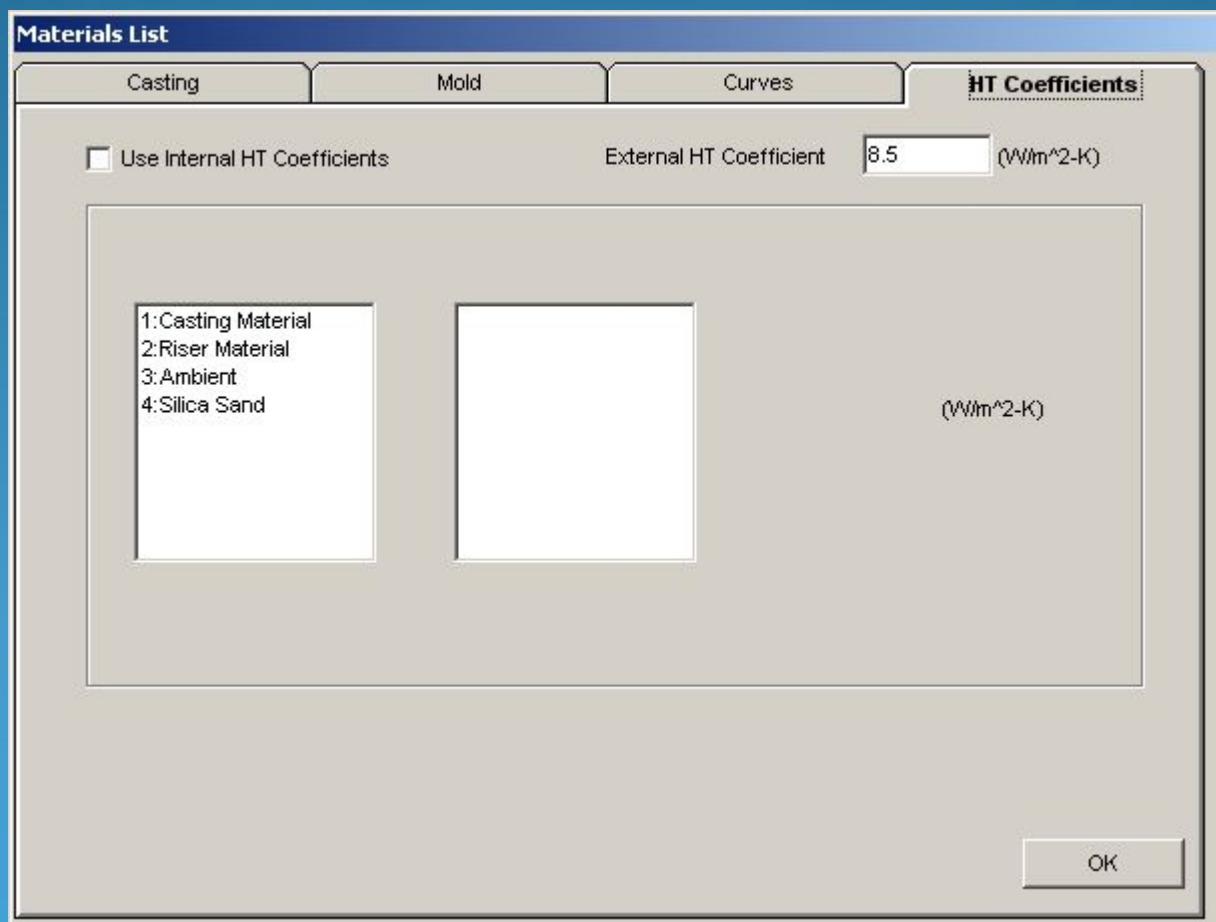 Materials List
Casting Mold Curves HT Coefficients
Use Internal HT Coefficients External HT Coefficient 8.5 (W/m^2-K)
1:Casting Material
2:Riser Material
3:Ambient
4:Silica Sand
(W/m^2-K)
OK